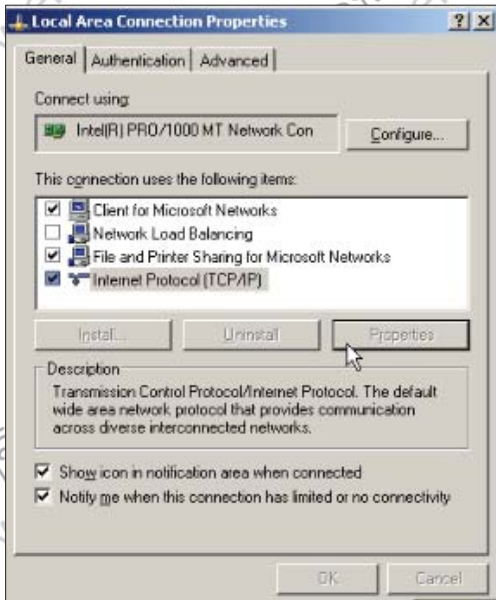 Local Area Connection Properties
General Authentication Advanced
Connect using:
Intel(R) PRO/1000 MT Network Con Configure...
This connection uses the following items:
Client for Microsoft Networks
Network Load Balancing
File and Printer Sharing for Microsoft Networks
Internet Protocol (TCP/IP)
Install... Uninstall Properties
Description
Transmission Control Protocol/Internet Protocol. The default
wide area network protocol that provides communication
across diverse interconnected networks.
Show icon in notification area when connected
Notify me when this connection has limited or no connectivity
OK Cancel